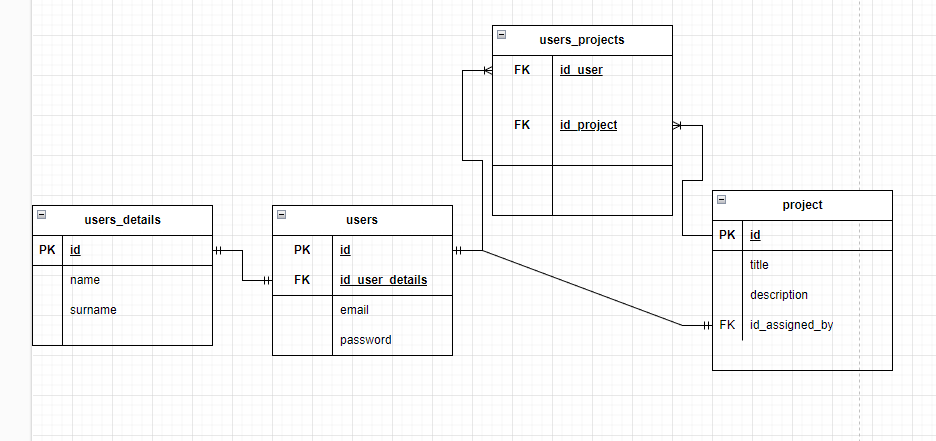 users_projects
FK id_user
FK id_project
users_details
PK id
name
surname
users
PK id
FK id_user_details
email
password
project
PK id
title
description
FK id_assigned_by